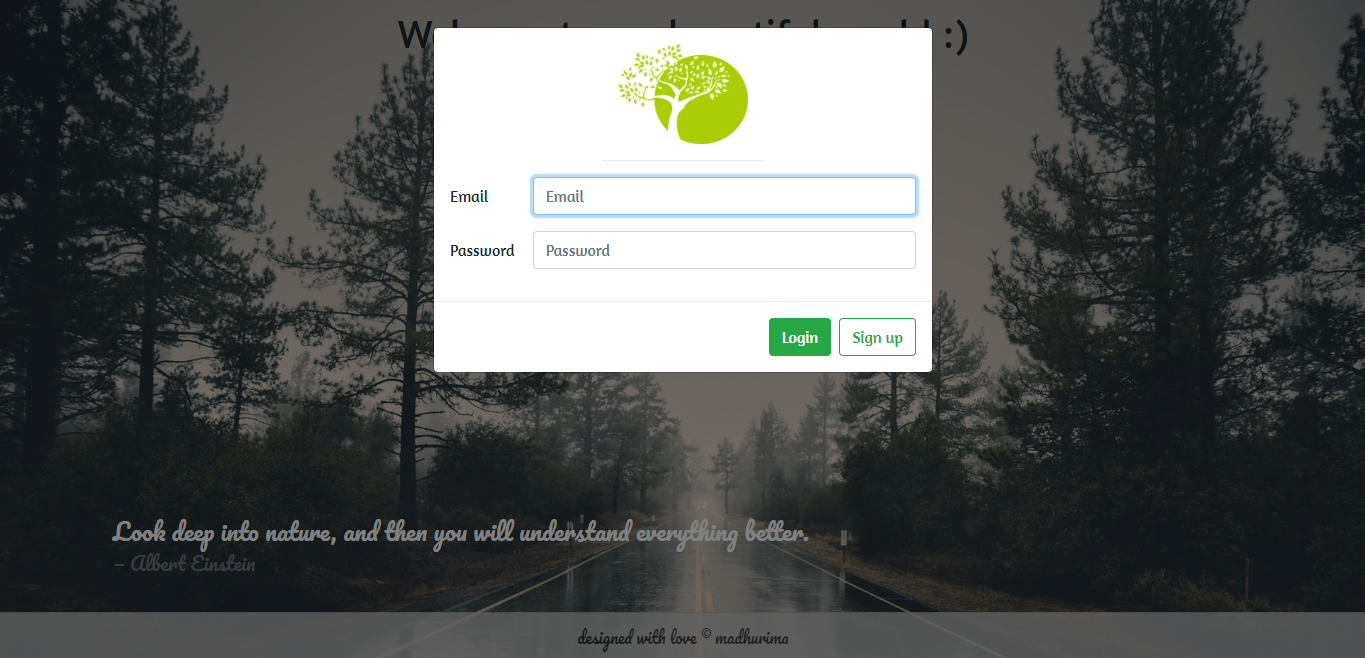 :)
Email Email
Password Password
Login Sign up
Look deep into nature, and then you will understand everything better.
– Albert Einstein
designed with love © madhurima